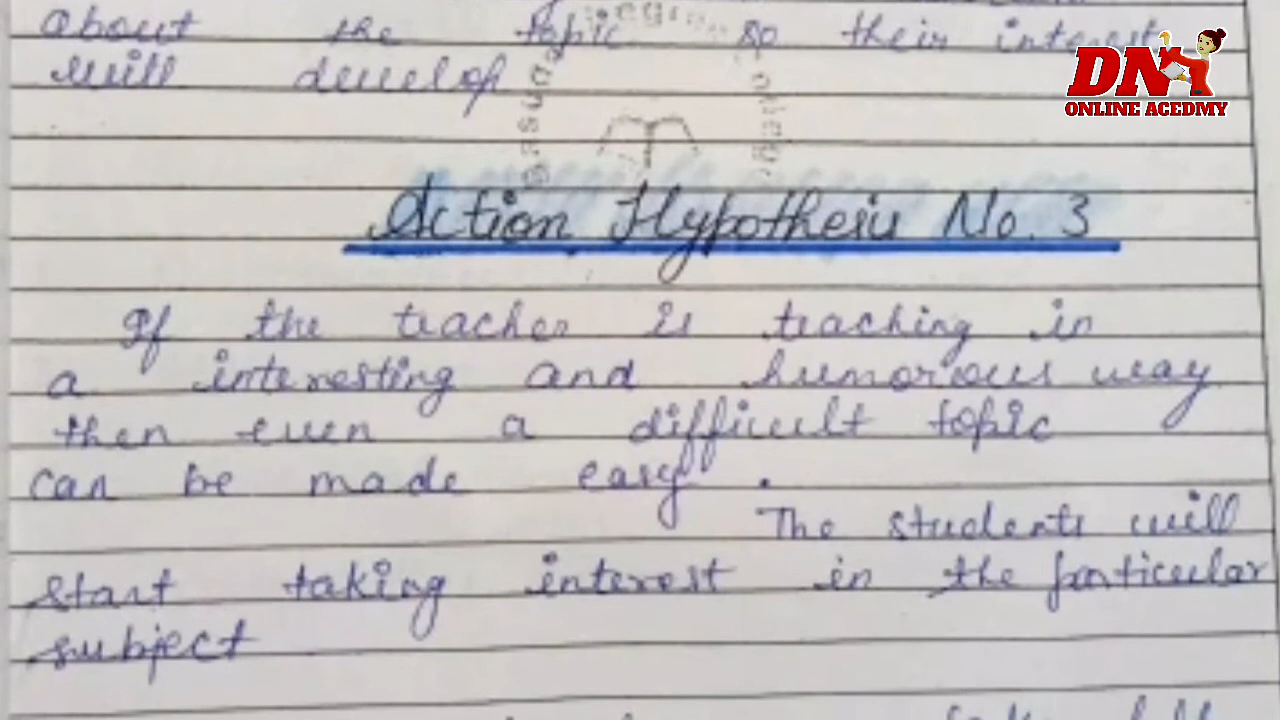 about the topic so their interest
will develop
DN
ONLINE ACEDMY
Action Hypothesis No. 3
If the teacher is teaching in
a interesting and humorious way
then even a difficult topic
can be made easy .
The students will
start taking interest in the particular
subject